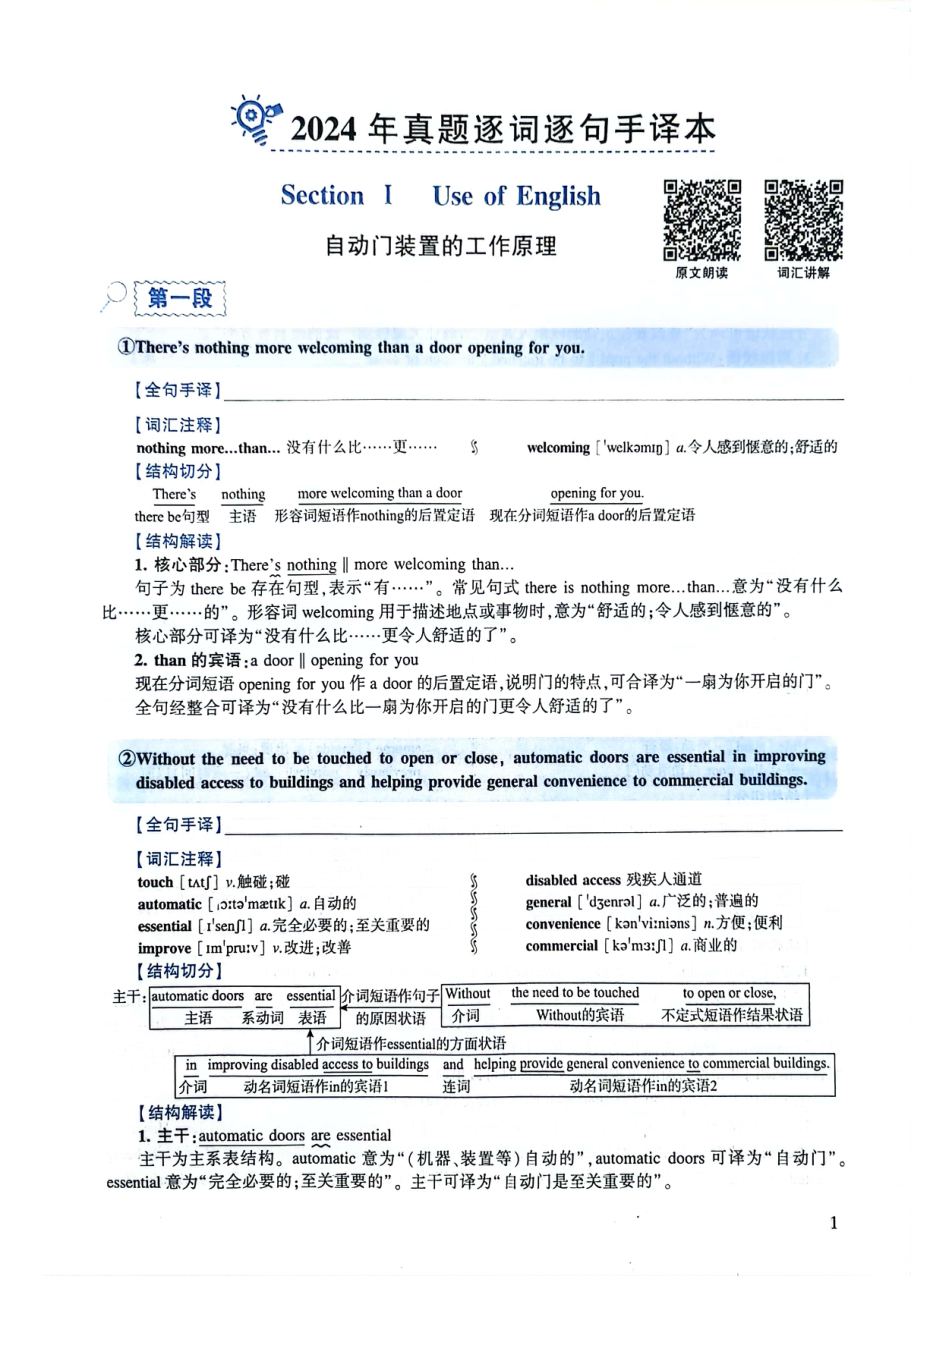 2024 年真题逐词逐句手译本
Section Ⅰ Use of English
自动门装置的工作原理
原文朗读 词汇讲解
第一段
①There's nothing more welcoming than a door opening for you.
【全句手译】
【词汇注释】
nothing more…than… 没有什么比……更…… welcoming [ˈwelkəmɪŋ] a.令人感到惬意的;舒适的
【结构切分】
There's nothing more welcoming than a door opening for you.
there be句型 主语 形容词短语作nothing的后置定语 现在分词短语作a door的后置定语
【结构解读】
1. 核心部分:There's nothing ‖ more welcoming than…
句子为 there be 存在句型,表示“有……”。常见句式 there is nothing more…than…意为“没有什么
比……更……的”。形容词 welcoming 用于描述地点或事物时,意为“舒适的;令人感到惬意的”。
核心部分可译为“没有什么比……更令人舒适的了”。
2. than 的宾语:a door ‖ opening for you
现在分词短语 opening for you 作 a door 的后置定语,说明门的特点,可合译为“一扇为你开启的门”。
全句经整合可译为“没有什么比一扇为你开启的门更令人舒适的了”。
②Without the need to be touched to open or close, automatic doors are essential in improving
disabled access to buildings and helping provide general convenience to commercial buildings.
【全句手译】
【词汇注释】
touch [tʌtʃ] v.触碰;碰 disabled access 残疾人通道
automatic [ˌɔːtəˈmætɪk] a.自动的 general [ˈdʒenrəl] a.广泛的;普遍的
essential [ɪˈsenʃl] a.完全必要的;至关重要的 convenience [kənˈviːniəns] n.方便;便利
improve [ɪmˈpruːv] v.改进;改善 commercial [kəˈmɜːʃl] a.商业的
【结构切分】
主干: automatic doors are essential 介词短语作句子 Without the need to be touched to open or close,
主语 系动词 表语 的原因状语 介词 Without的宾语 不定式短语作结果状语
介词短语作essential的方面状语
in improving disabled access to buildings and helping provide general convenience to commercial buildings.
介词 动名词短语作in的宾语1 连词 动名词短语作in的宾语2
【结构解读】
1. 主干:automatic doors are essential
主干为主系表结构。automatic 意为“(机器、装置等)自动的”,automatic doors 可译为“自动门”。
essential 意为“完全必要的;至关重要的”。主干可译为“自动门是至关重要的”。
1